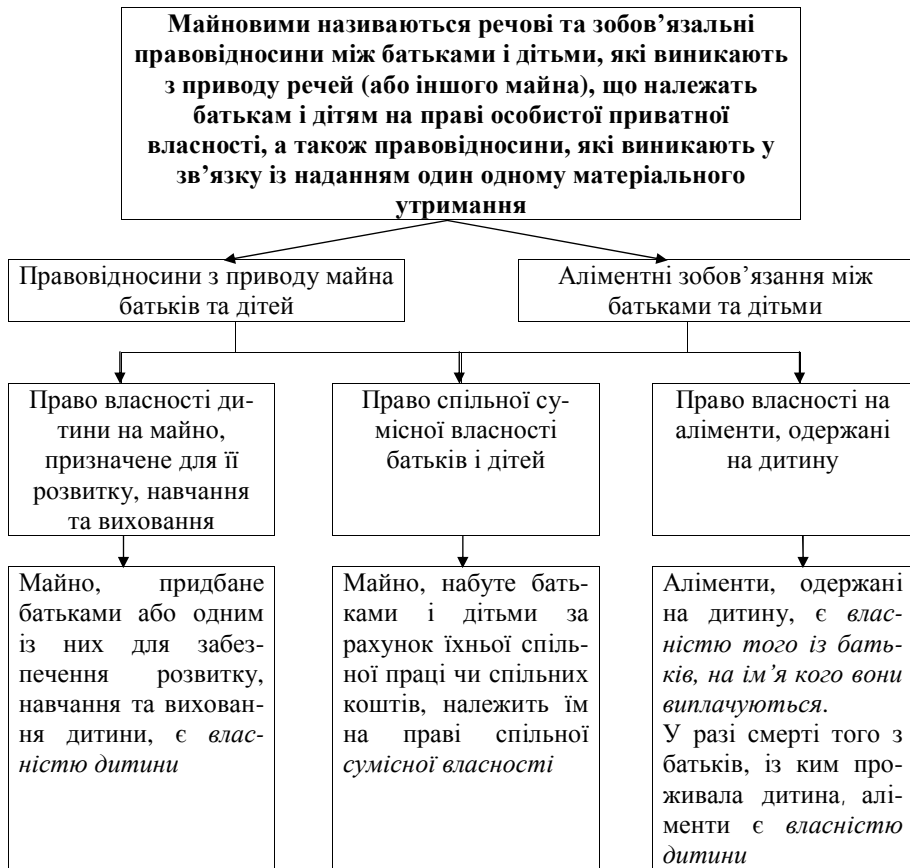 Майновими називаються речові та зобов’язальні
правовідносини між батьками і дітьми, які виникають
з приводу речей (або іншого майна), що належать
батькам і дітям на праві особистої приватної
власності, а також правовідносини, які виникають у
зв’язку із наданням один одному матеріального
утримання
Правовідносини з приводу майна
батьків та дітей
Аліментні зобов’язання між
батьками та дітьми
Право власності ди-
тини на майно,
призначене для її
розвитку, навчання
та виховання
Право спільної су-
місної власності
батьків і дітей
Право власності на
аліменти, одержані
на дитину
Майно, придбане
батьками або одним
із них для забез-
печення розвитку,
навчання та вихован-
ня дитини, є влас-
ністю дитини
Майно, набуте бать-
ками і дітьми за
рахунок їхньої спіль-
ної праці чи спільних
коштів, належить їм
на праві спільної
сумісної власності
Аліменти, одержані
на дитину, є влас-
ністю того із бать-
ків, на ім’я кого вони
виплачуються.
У разі смерті того з
батьків, із ким про-
живала дитина, алі-
менти є власністю
дитини